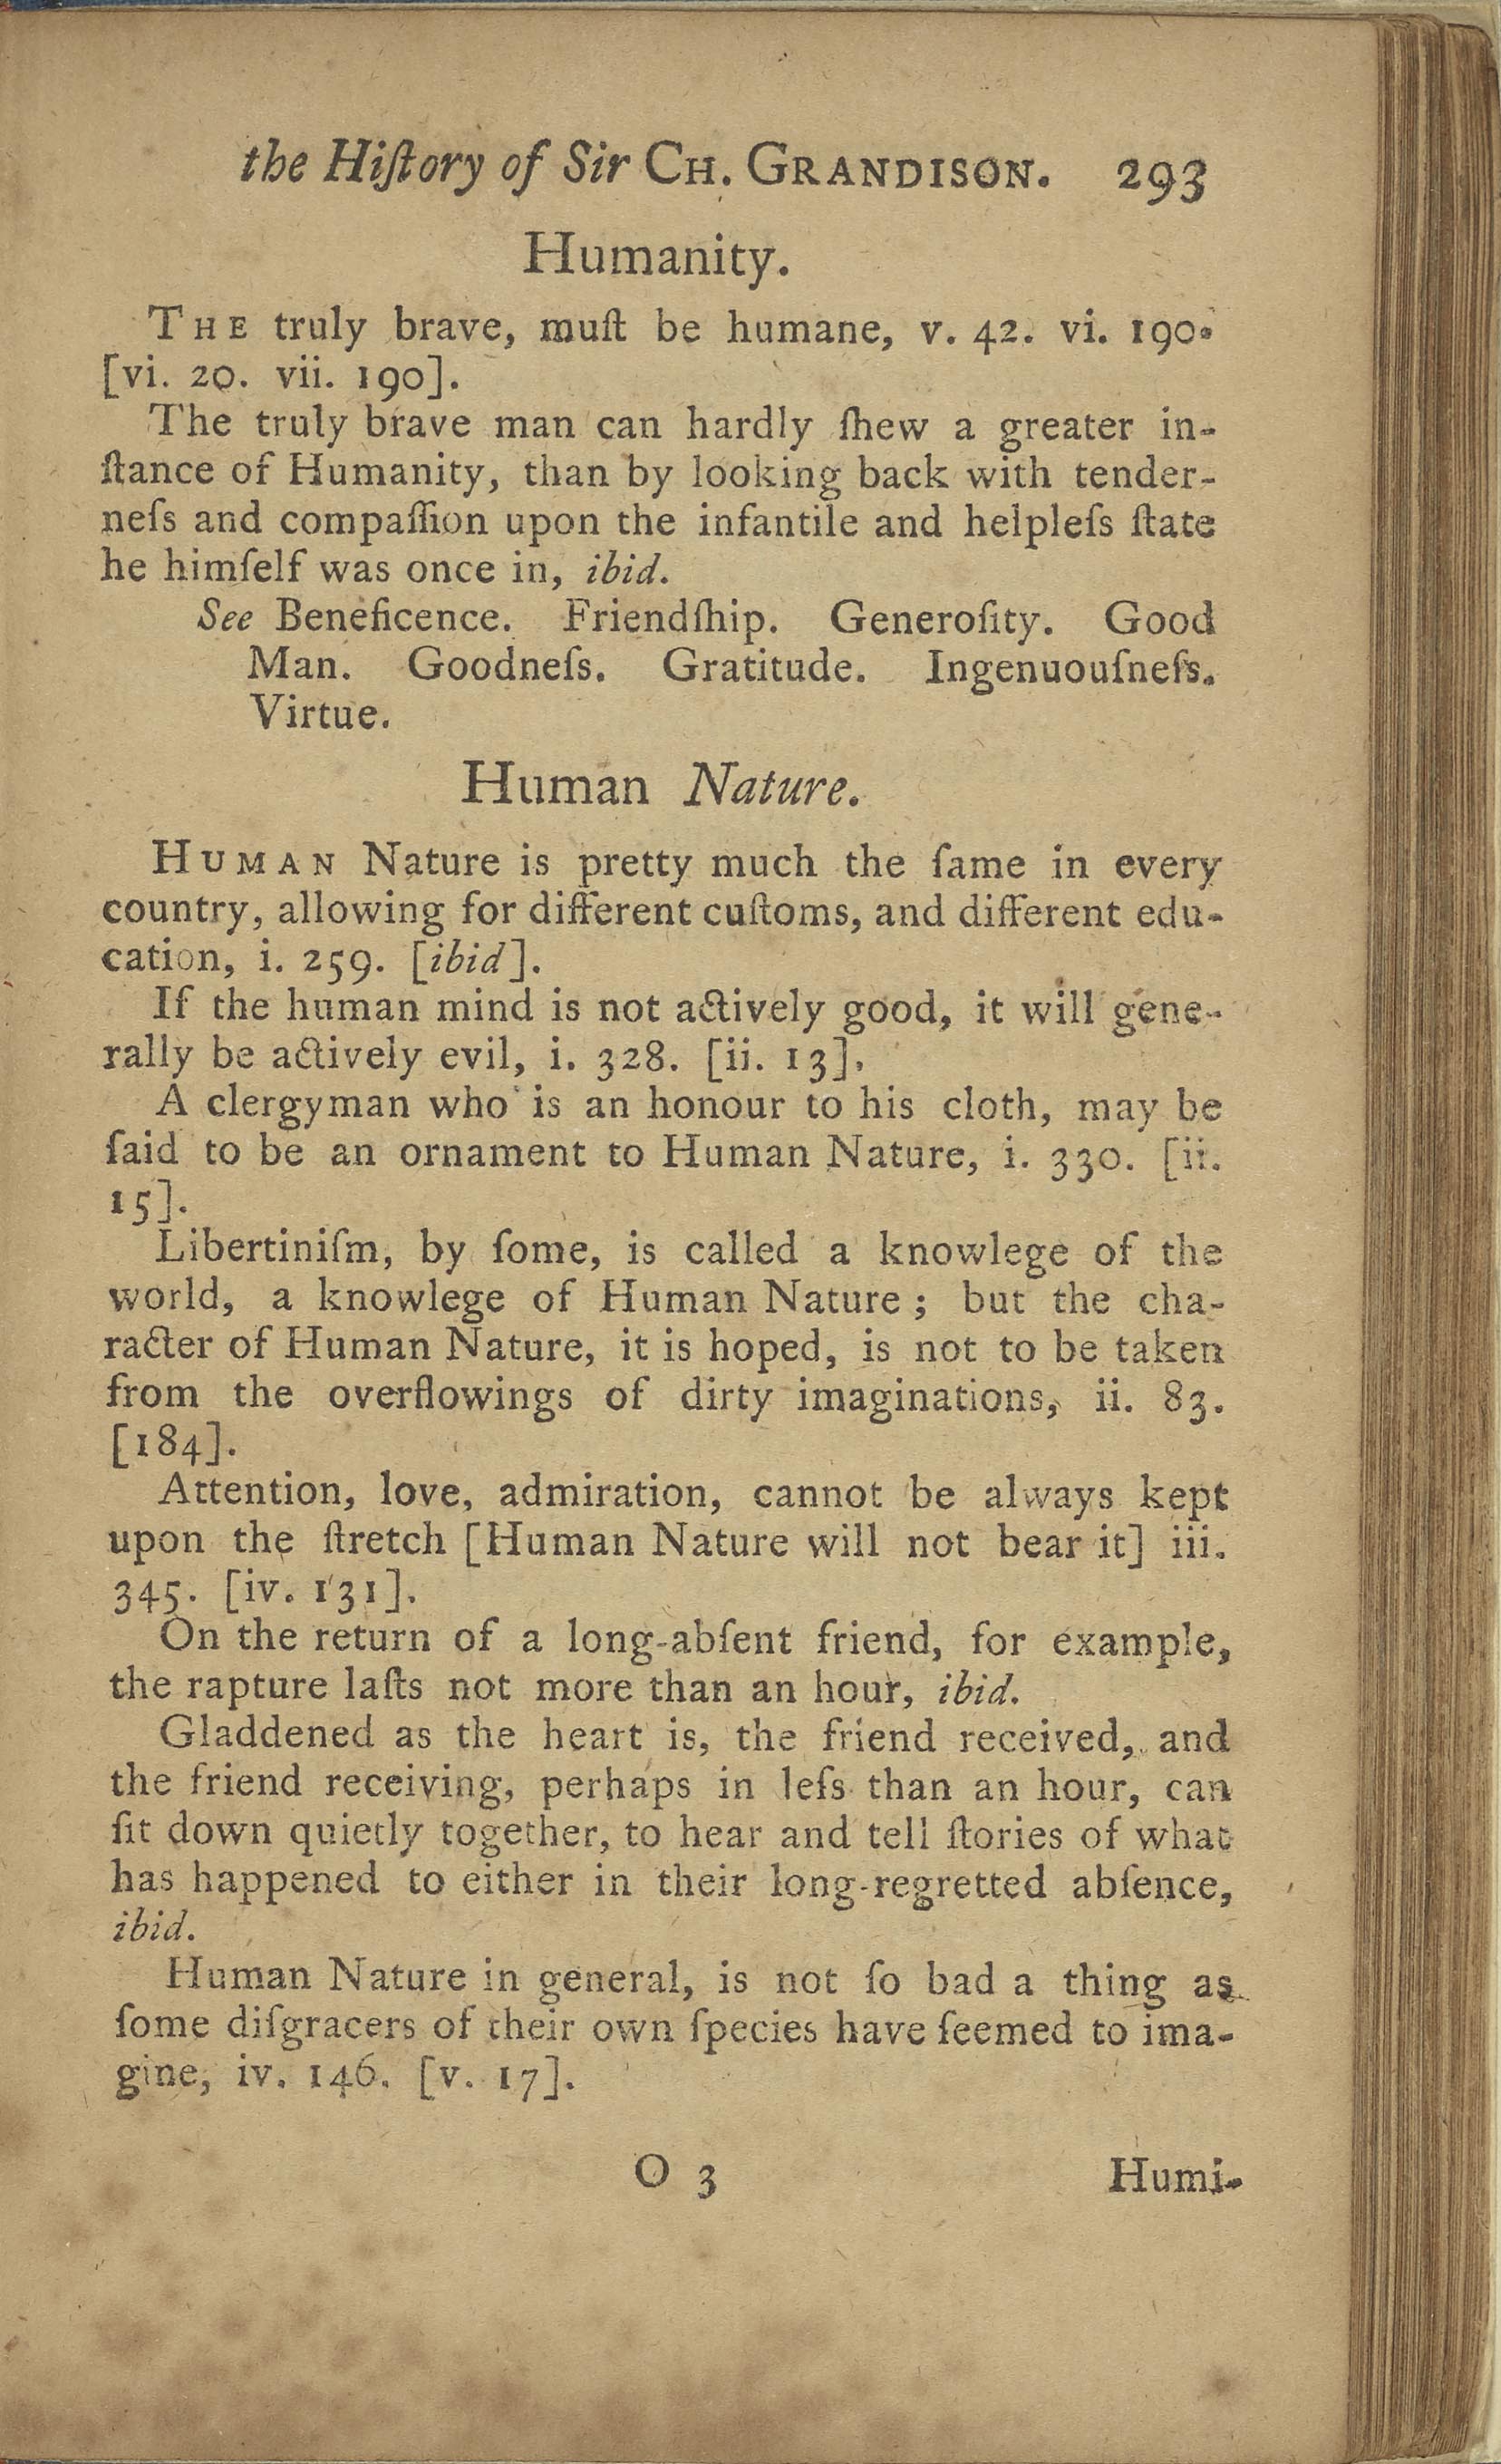 the Hiſtory of Sir CH. GRANDISON. 293
Humanity.
THE truly brave, muſt be humane, v. 42. vi. 190.
[vi. 20. vii. 190].
The truly brave man can hardly ſhew a greater in-
ſtance of Humanity, than by looking back with tender-
neſs and compaſſion upon the infantile and helpleſs ſtate
he himſelf was once in, ibid.
See Beneficence. Friendſhip. Generoſity. Good
Man. Goodneſs. Gratitude. Ingenuouſneſs.
Virtue.
Human Nature.
HUMAN Nature is pretty much the ſame in every
country, allowing for different cuſtoms, and different edu-
cation, i. 259. [ibid].
If the human mind is not actively good, it will gene-
rally be actively evil, i. 328. [ii. 13].
A clergyman who is an honour to his cloth, may be
ſaid to be an ornament to Human Nature, i. 330. [ii.
15].
Libertiniſm, by ſome, is called a knowlege of the
world, a knowlege of Human Nature; but the cha-
racter of Human Nature, it is hoped, is not to be taken
from the overflowings of dirty imaginations, ii. 83.
[184].
Attention, love, admiration, cannot be always kept
upon the ſtretch [Human Nature will not bear it] iii.
345. [iv. 131].
On the return of a long-abſent friend, for example,
the rapture laſts not more than an hour, ibid.
Gladdened as the heart is, the friend received, and
the friend receiving, perhaps in leſs than an hour, can
ſit down quietly together, to hear and tell ſtories of what
has happened to either in their long-regretted abſence,
ibid.
Human Nature in general, is not ſo bad a thing as
ſome diſgracers of their own ſpecies have ſeemed to ima-
gine, iv. 146. [v. 17].
O 3 Humi-